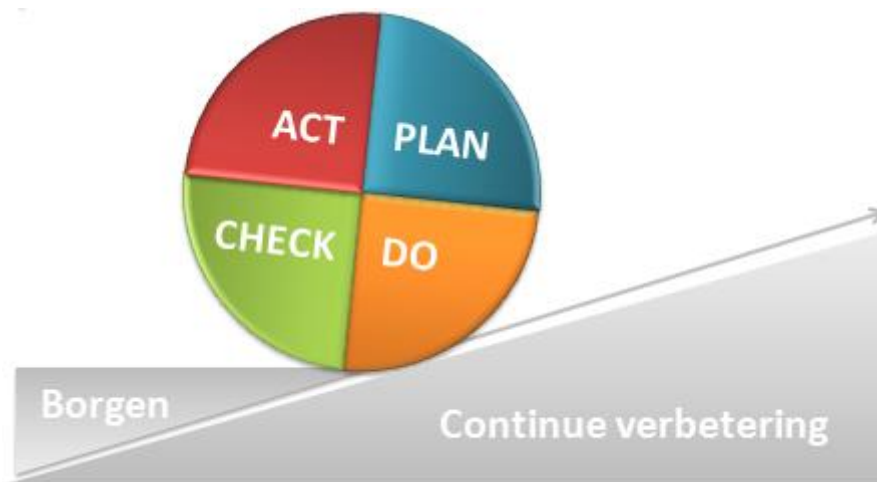 ACT
PLAN
CHECK
DO
Borgen
Continue verbetering